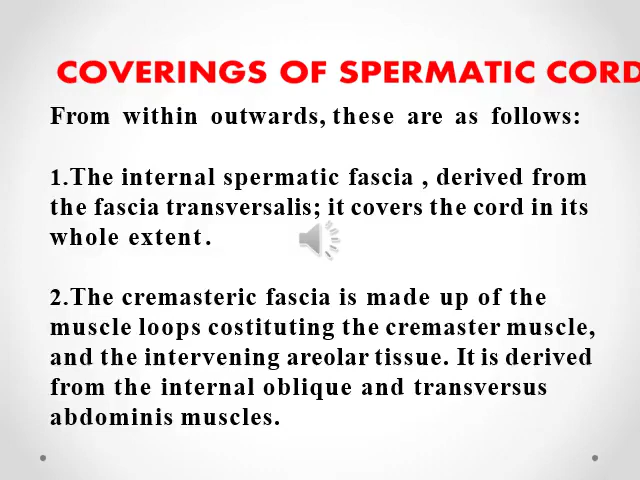 COVERINGS OF SPERMATIC CORD
From within outwards, these are as follows:
1.The internal spermatic fascia , derived from
the fascia transversalis; it covers the cord in its
whole extent .
2.The cremasteric fascia is made up of the
muscle loops costituting the cremaster muscle,
and the intervening areolar tissue. It is derived
from the internal oblique and transversus
abdominis muscles.